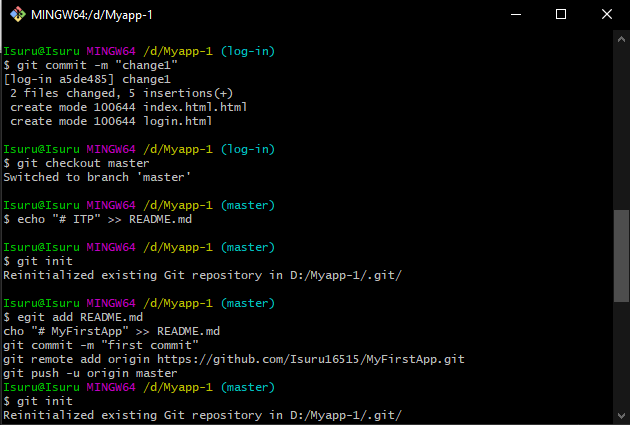 MINGW64:/d/Myapp-1
Isuru@Isuru MINGW64 /d/Myapp-1 (log-in)
$ git commit -m "change1"
[log-in a5de485] change1
 2 files changed, 5 insertions(+)
 create mode 100644 index.html.html
 create mode 100644 login.html
Isuru@Isuru MINGW64 /d/Myapp-1 (log-in)
$ git checkout master
Switched to branch 'master'
Isuru@Isuru MINGW64 /d/Myapp-1 (master)
$ echo "# ITP" >> README.md
Isuru@Isuru MINGW64 /d/Myapp-1 (master)
$ git init
Reinitialized existing Git repository in D:/Myapp-1/.git/
Isuru@Isuru MINGW64 /d/Myapp-1 (master)
$ egit add README.md
cho "# MyFirstApp" >> README.md
git commit -m "first commit"
git remote add origin https://github.com/Isuru16515/MyFirstApp.git
git push -u origin master
Isuru@Isuru MINGW64 /d/Myapp-1 (master)
$ git init
Reinitialized existing Git repository in D:/Myapp-1/.git/